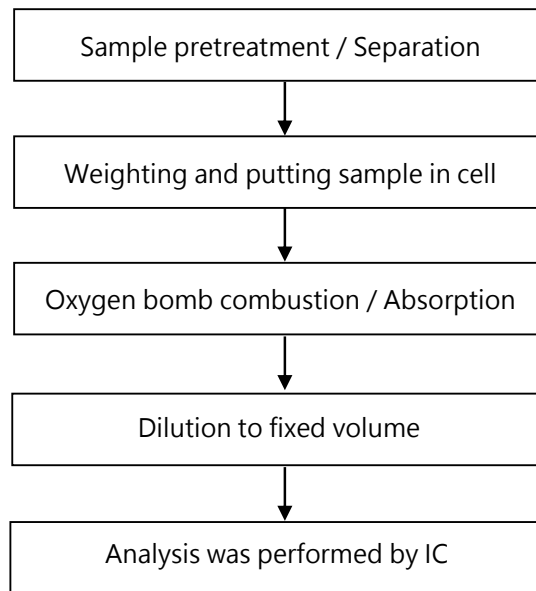 Sample pretreatment / Separation
Weighting and putting sample in cell
Oxygen bomb combustion / Absorption
Dilution to fixed volume
Analysis was performed by IC